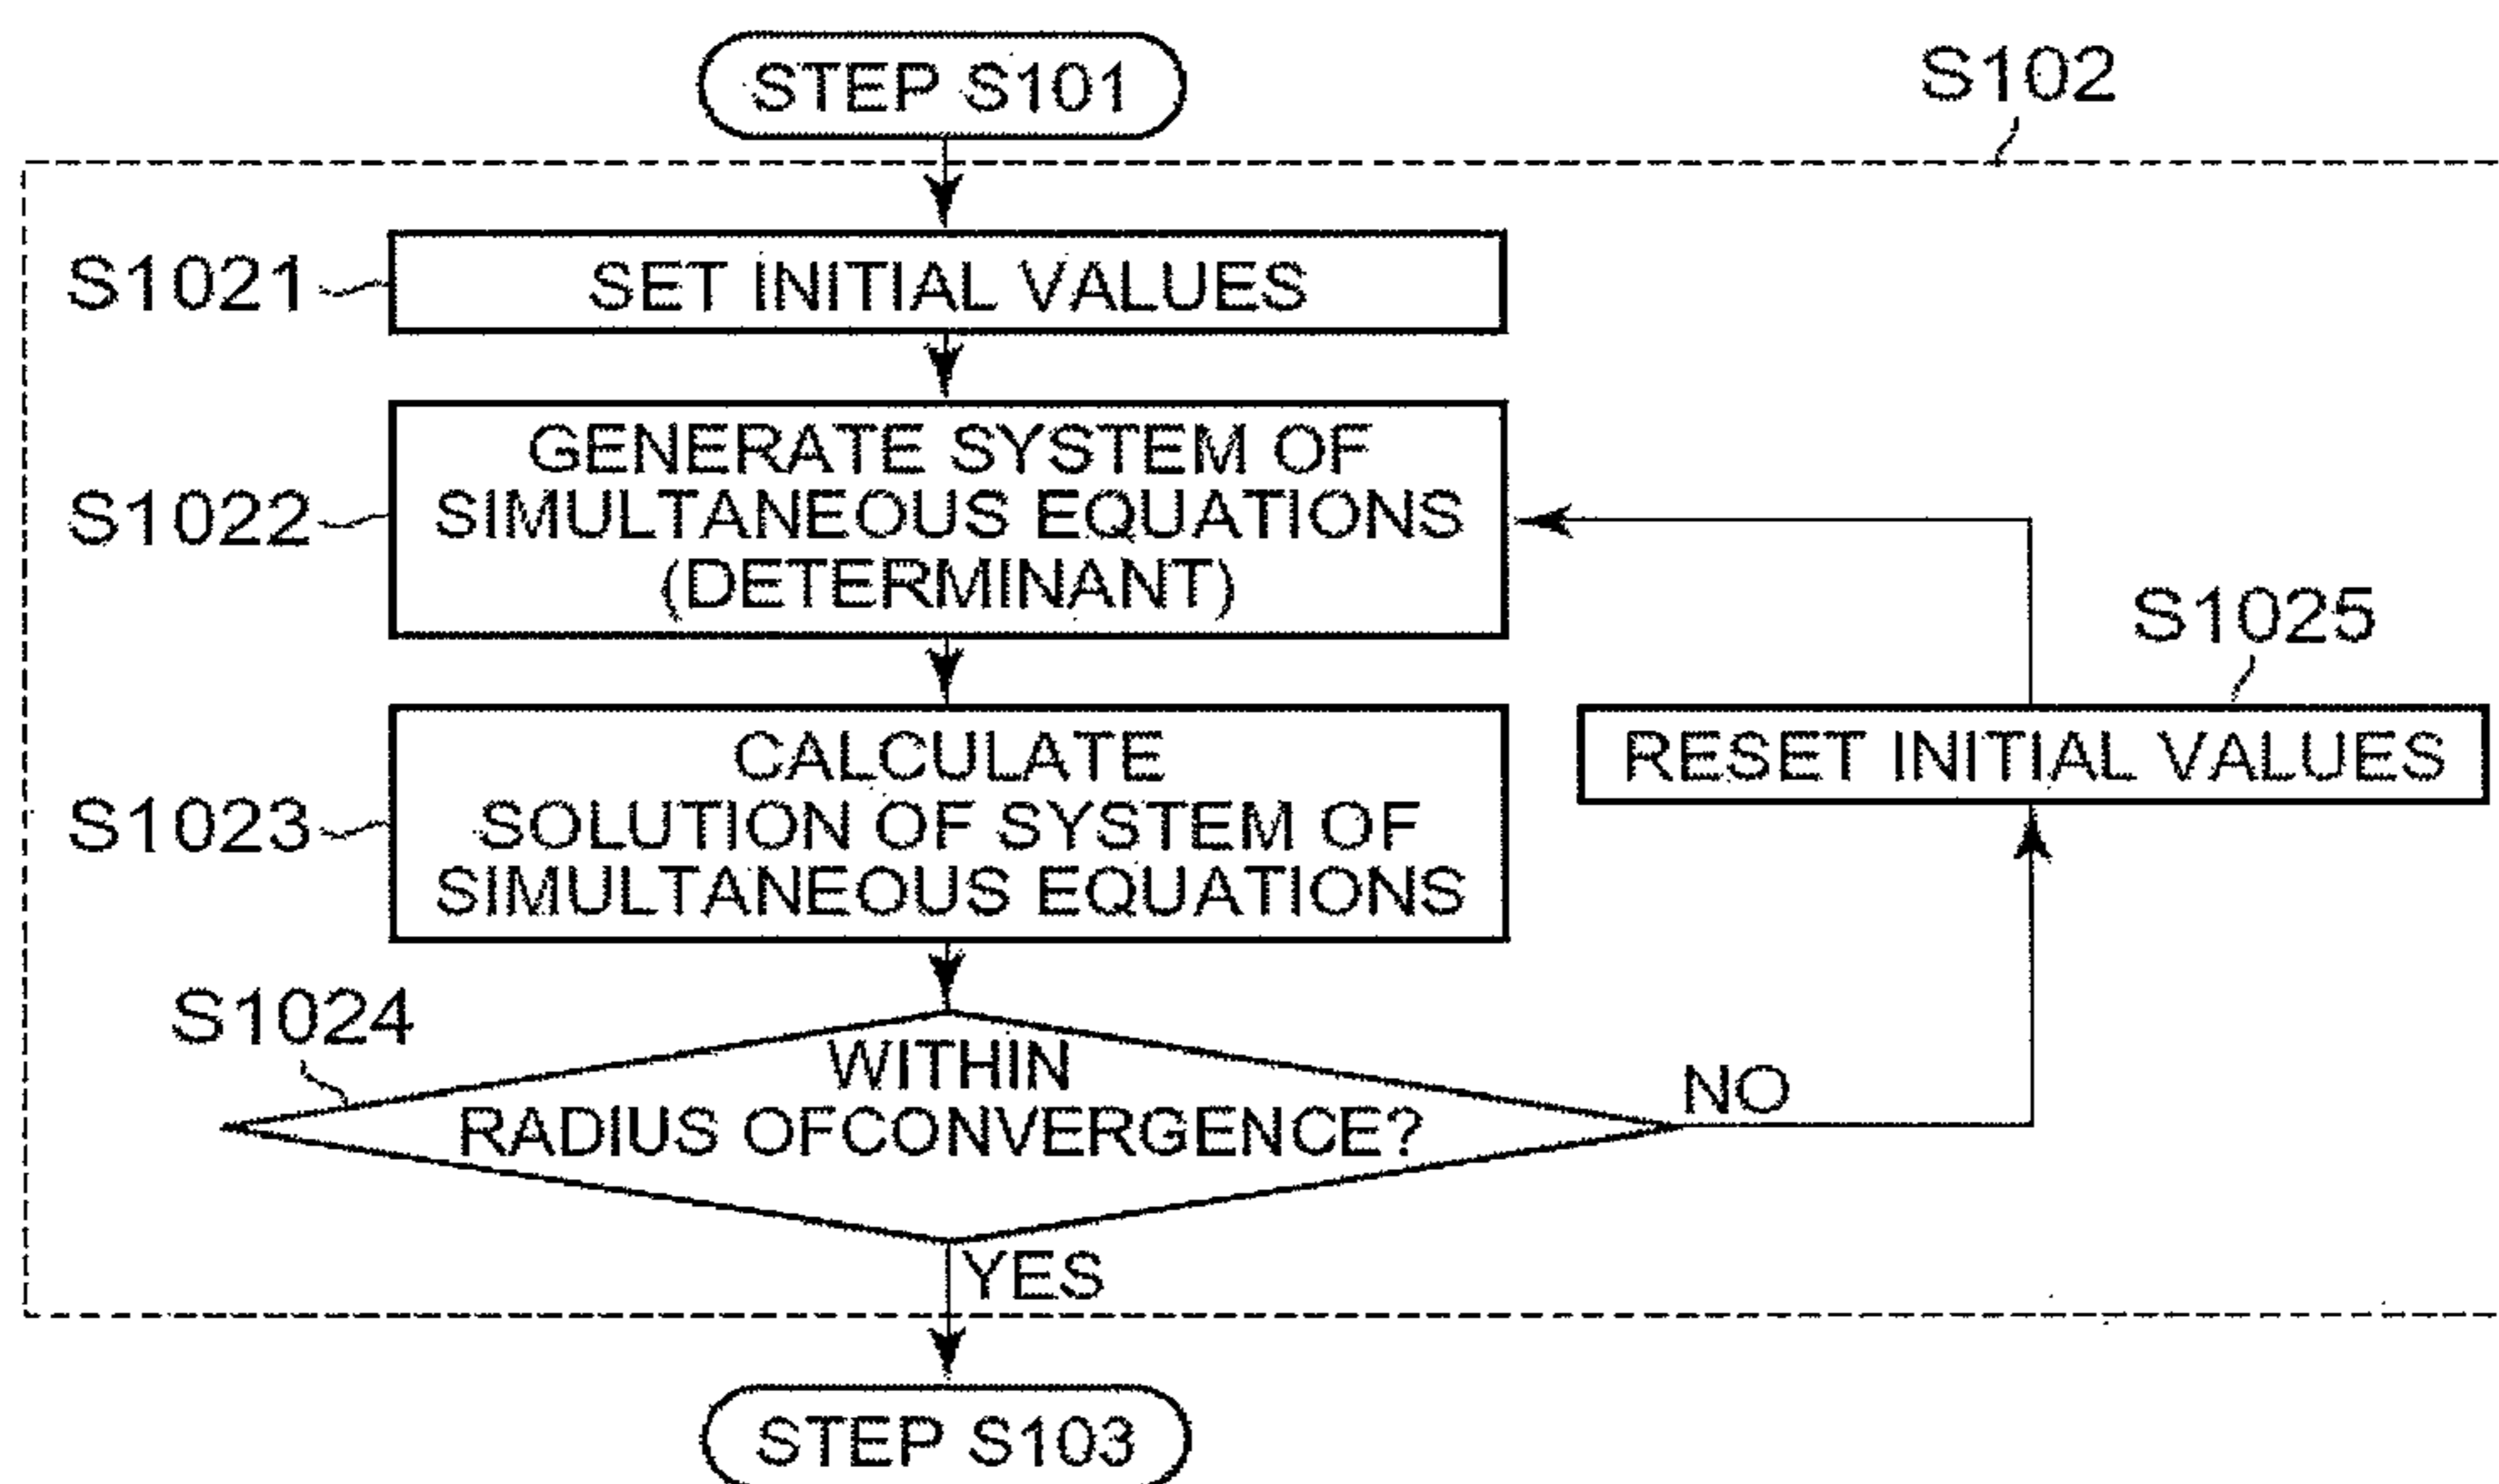 STEP S101
S102
S1021
SET INITIAL VALUES
S1022
GENERATE SYSTEM OF
SIMULTANEOUS EQUATIONS
(DETERMINANT)
S1025
RESET INITIAL VALUES
S1023
CALCULATE
SOLUTION OF SYSTEM OF
SIMULTANEOUS EQUATIONS
S1024
WITHIN
RADIUS OFCONVERGENCE?
NO
YES
STEP S103